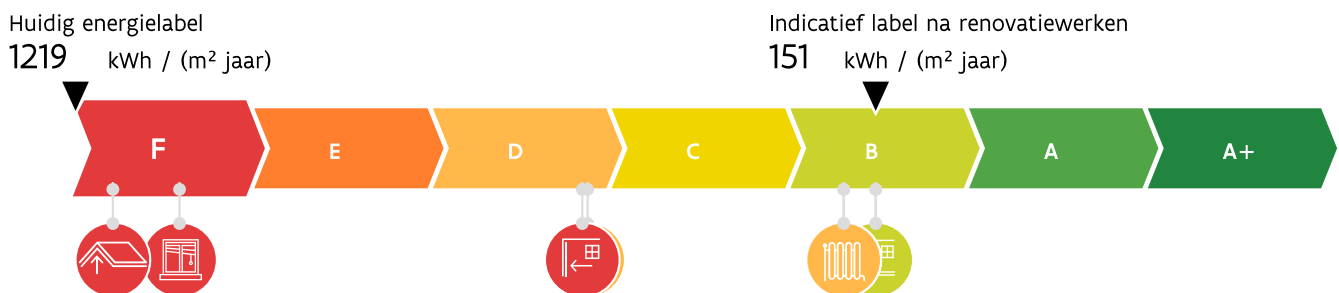 Huidig energielabel
1219 kWh / (m² jaar)
Indicatief label na renovatiewerken
151 kWh / (m² jaar)
F E D C B A A+